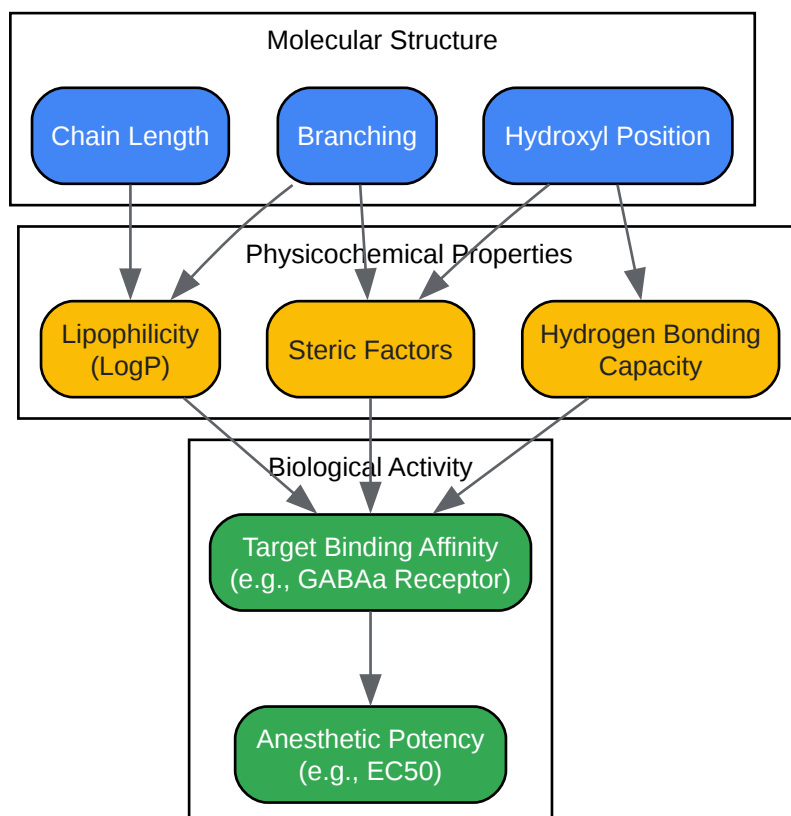 Molecular Structure
Chain Length
Branching
Hydroxyl Position
Physicochemical Properties
Lipophilicity
(LogP)
Steric Factors
Hydrogen Bonding
Capacity
Biological Activity
Target Binding Affinity
(e.g., GABAa Receptor)
Anesthetic Potency
(e.g., EC50)